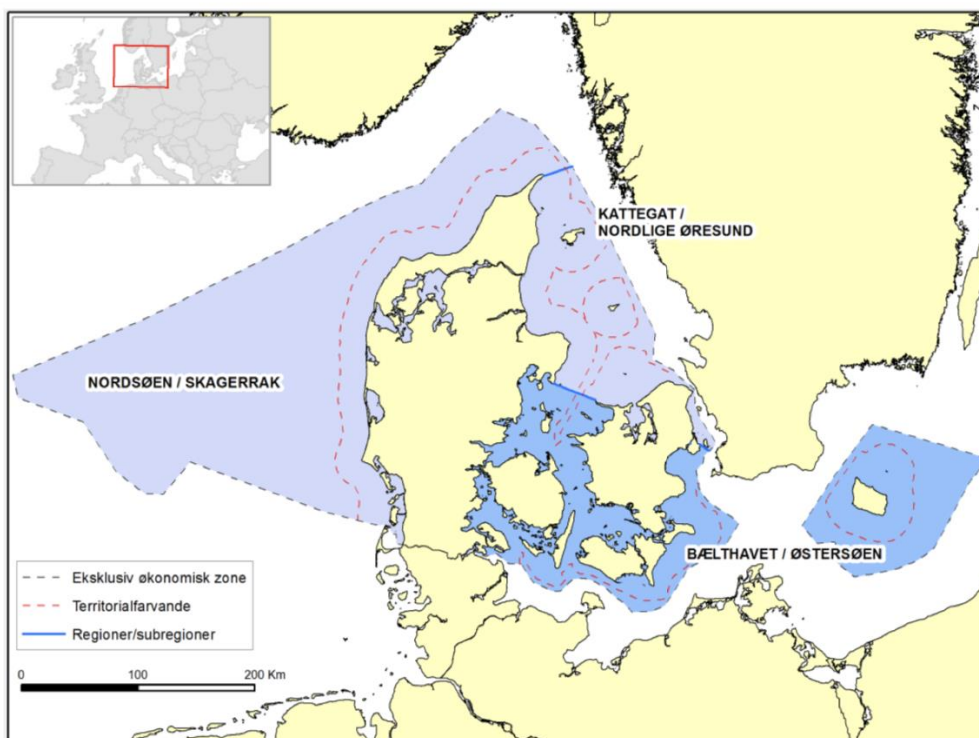 KATTEGAT /
NORDLIGE ØRESUND
NORDSØEN / SKAGERRAK
BÆLTHAVET / ØSTERSØEN
Eksklusiv økonomisk zone
Territorialfarvande
Regioner/subregioner
0 100 200 Km